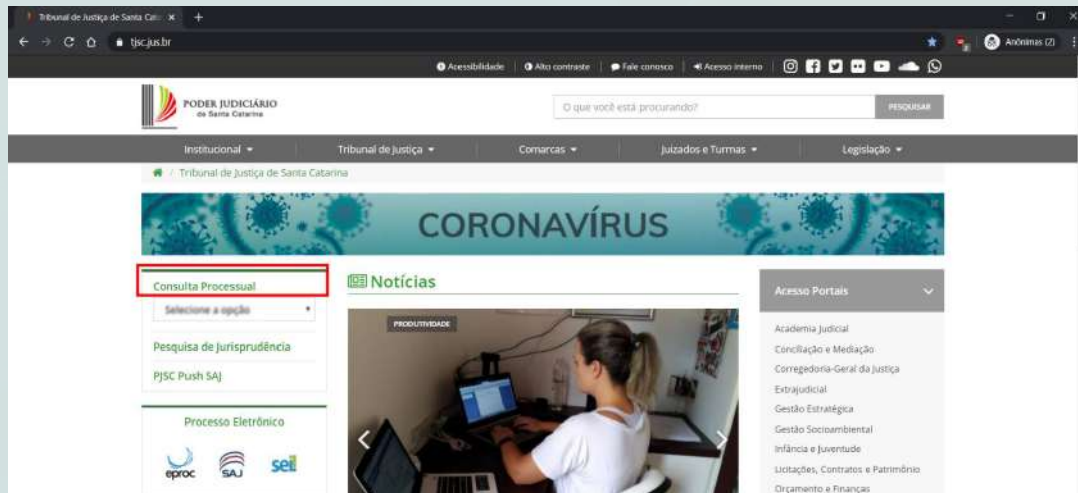 Tribunal de Justiça de Santa Cat
tjsc.jus.br
Anônimas (2)
Acessibilidade
Alto contraste
Fale conosco
Acesso interno
PODER JUDICIÁRIO
de Santa Catarina
O que você está procurando?
PESQUISAR
Institucional
Tribunal de Justiça
Comarcas
Juizados e Turmas
Legislação
/ Tribunal de Justiça de Santa Catarina
CORONAVÍRUS
Consulta Processual
Selecione a opção
Pesquisa de Jurisprudência
PJSC Push SAJ
Processo Eletrônico
eproc
SAJ
sei!
Notícias
PRODUTIVIDADE
Acesso Portais
Academia Judicial
Conciliação e Mediação
Corregedoria-Geral da Justiça
Extrajudicial
Gestão Estratégica
Gestão Socioambiental
Infância e Juventude
Licitações, Contratos e Patrimônio
Orçamento e Finanças